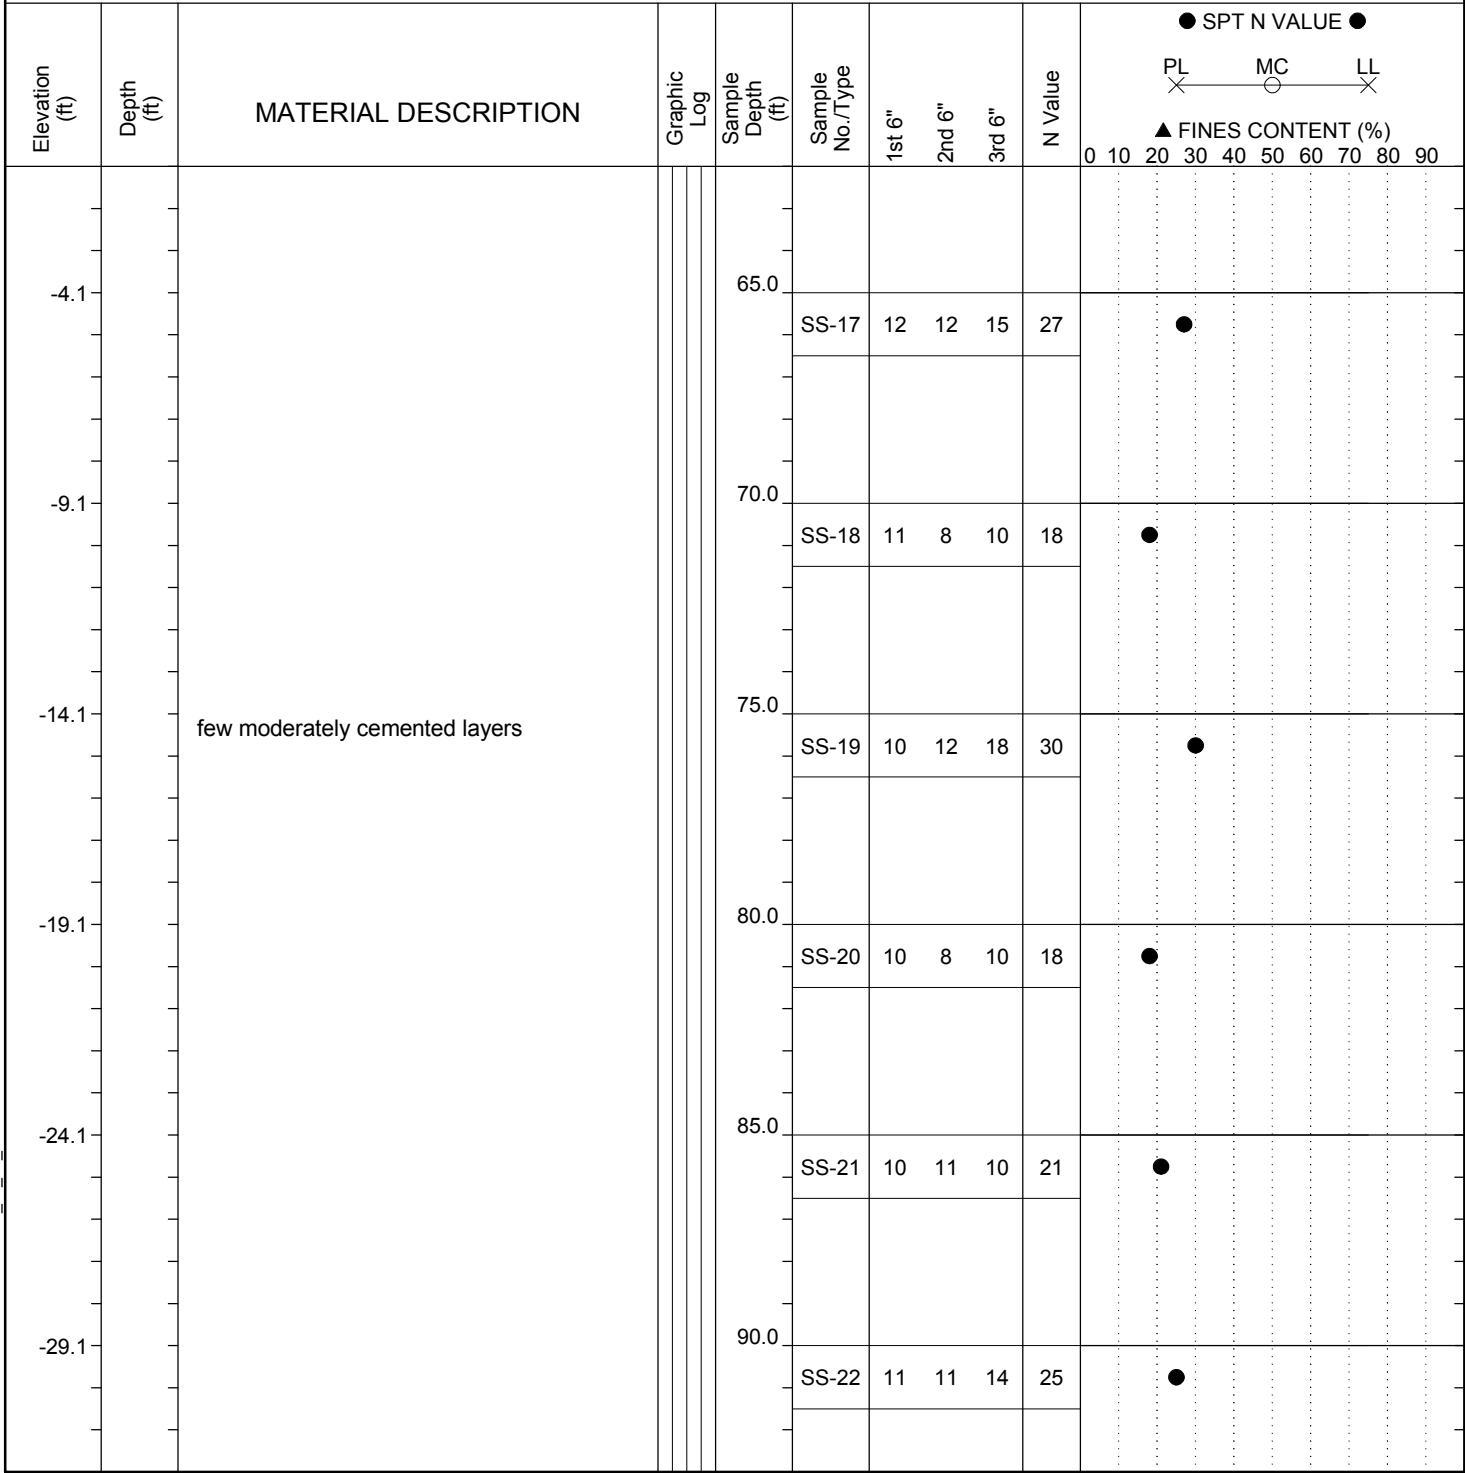 Elevation (ft)
Depth (ft)
MATERIAL DESCRIPTION
Graphic Log
Sample Depth (ft)
Sample No./Type
1st 6"
2nd 6"
3rd 6"
N Value
● SPT N VALUE ●
PL MC LL
▲ FINES CONTENT (%)
0 10 20 30 40 50 60 70 80 90
-4.1 65.0
SS-17 12 12 15 27
-9.1 70.0
SS-18 11 8 10 18
-14.1 75.0
few moderately cemented layers
SS-19 10 12 18 30
-19.1 80.0
SS-20 10 8 10 18
-24.1 85.0
SS-21 10 11 10 21
-29.1 90.0
SS-22 11 11 14 25